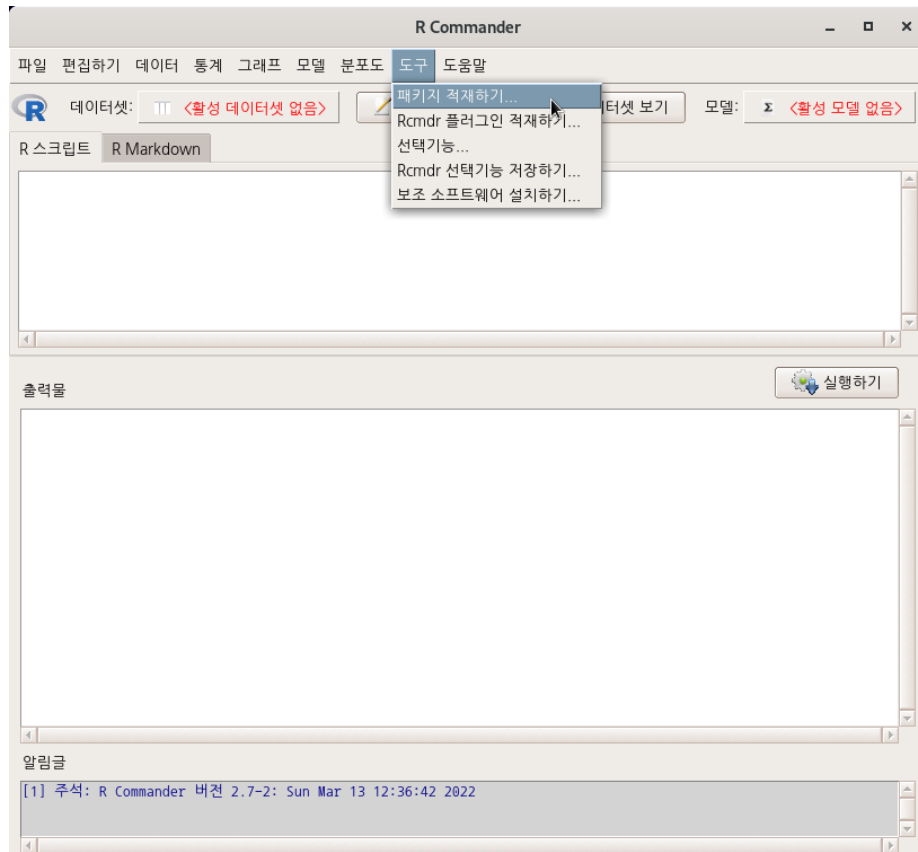 R Commander
파일 편집하기 데이터 통계 그래프 모델 분포도 도구 도움말
패키지 적재하기...
Rcmdr 플러그인 적재하기...
선택기능...
Rcmdr 선택기능 저장하기...
보조 소프트웨어 설치하기...
R 데이터셋: <활성 데이터셋 없음> 보기 모델: Σ <활성 모델 없음>
R 스크립트 R Markdown
출력물 실행하기
알림글
[1] 주석: R Commander 버전 2.7-2: Sun Mar 13 12:36:42 2022